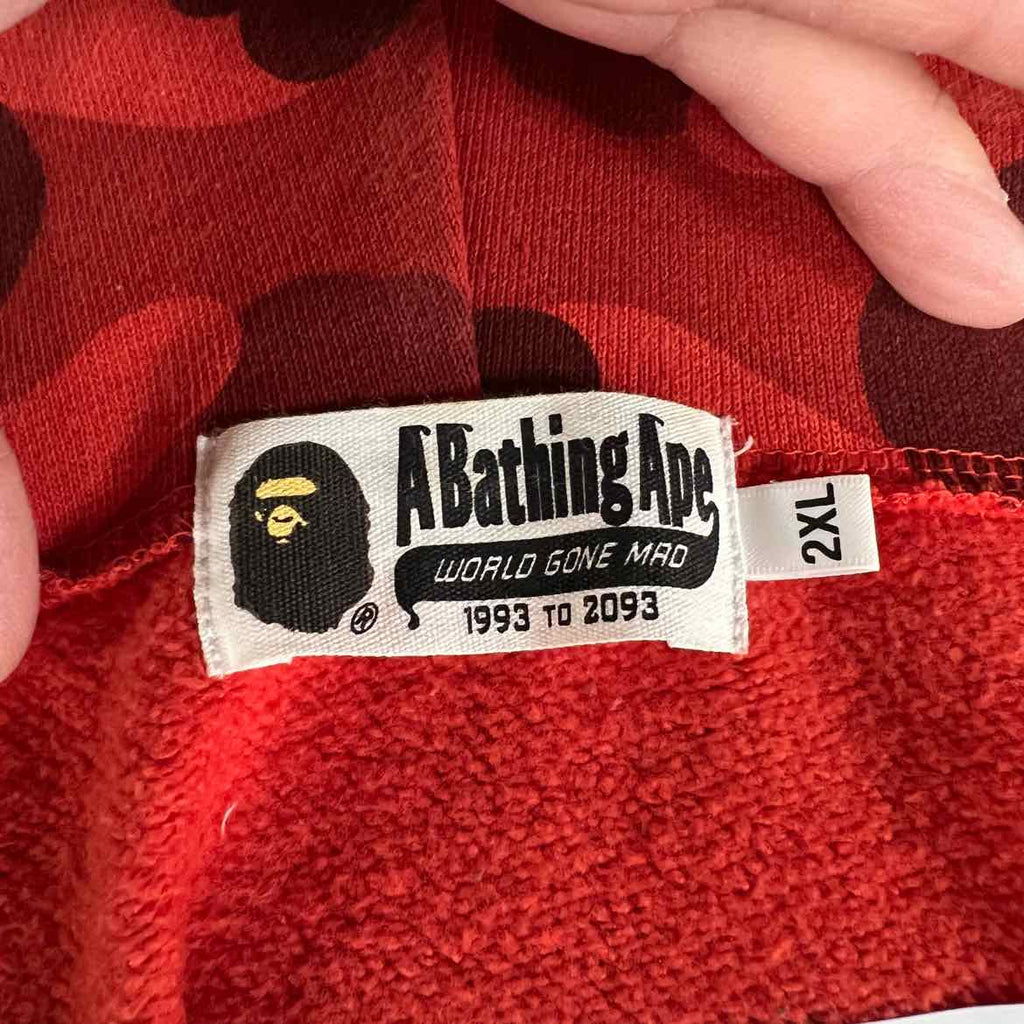 A Bathing Ape
WORLD GONE MAD
1993 TO 2093
®
2XL